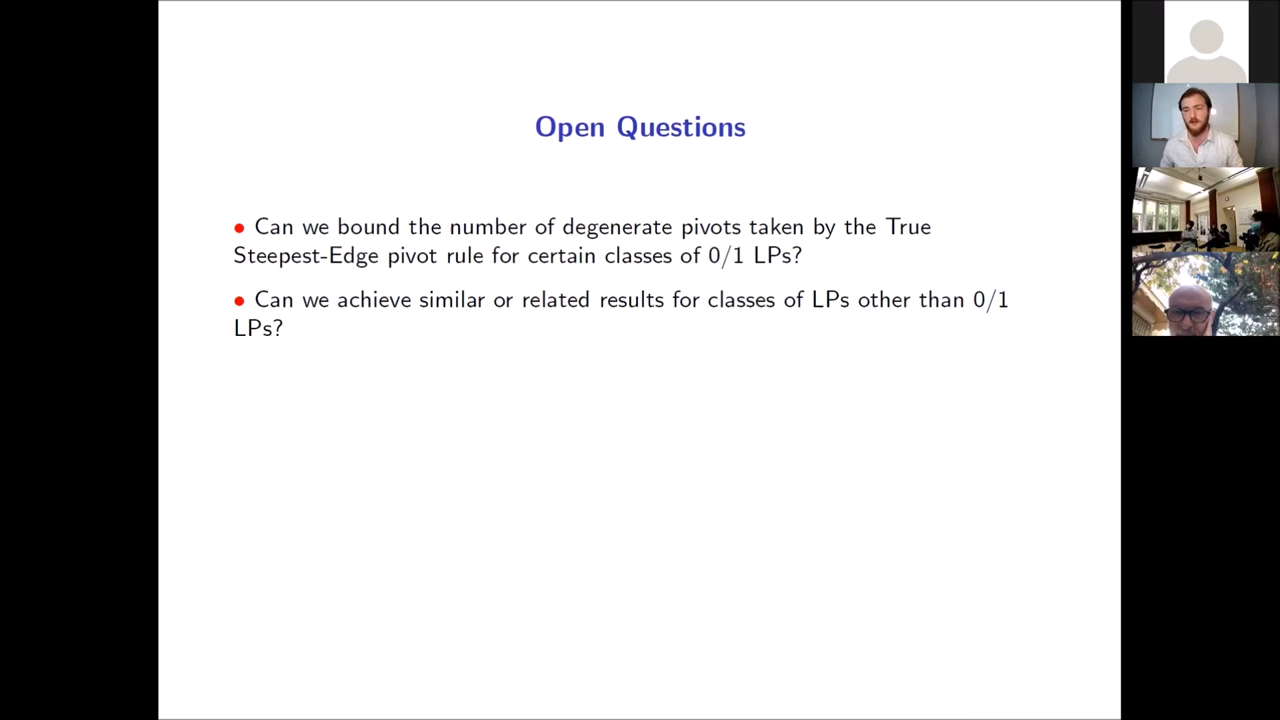 Open Questions
• Can we bound the number of degenerate pivots taken by the True
Steepest-Edge pivot rule for certain classes of 0/1 LPs?
• Can we achieve similar or related results for classes of LPs other than 0/1
LPs?